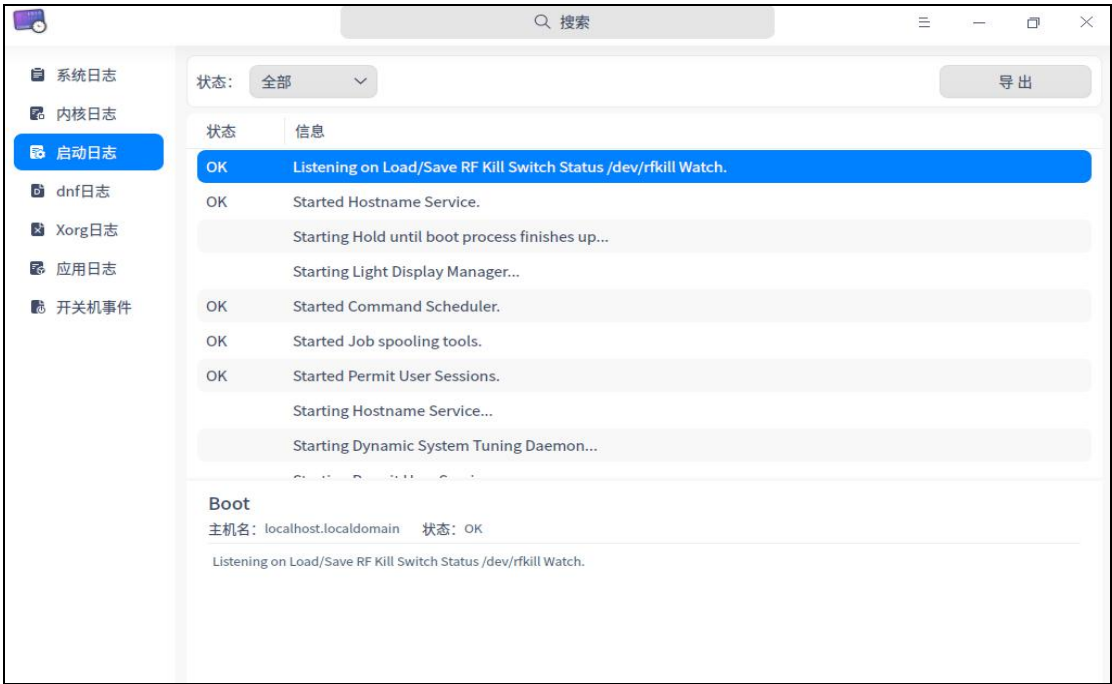 搜索
系统日志
内核日志
启动日志
dnf日志
Xorg日志
应用日志
开关机事件
状态： 全部 导 出
状态 信息
OK Listening on Load/Save RF Kill Switch Status /dev/rfkill Watch.
OK Started Hostname Service.
Starting Hold until boot process finishes up...
Starting Light Display Manager...
OK Started Command Scheduler.
OK Started Job spooling tools.
OK Started Permit User Sessions.
Starting Hostname Service...
Starting Dynamic System Tuning Daemon...
Boot
主机名： localhost.localdomain 状态： OK
Listening on Load/Save RF Kill Switch Status /dev/rfkill Watch.